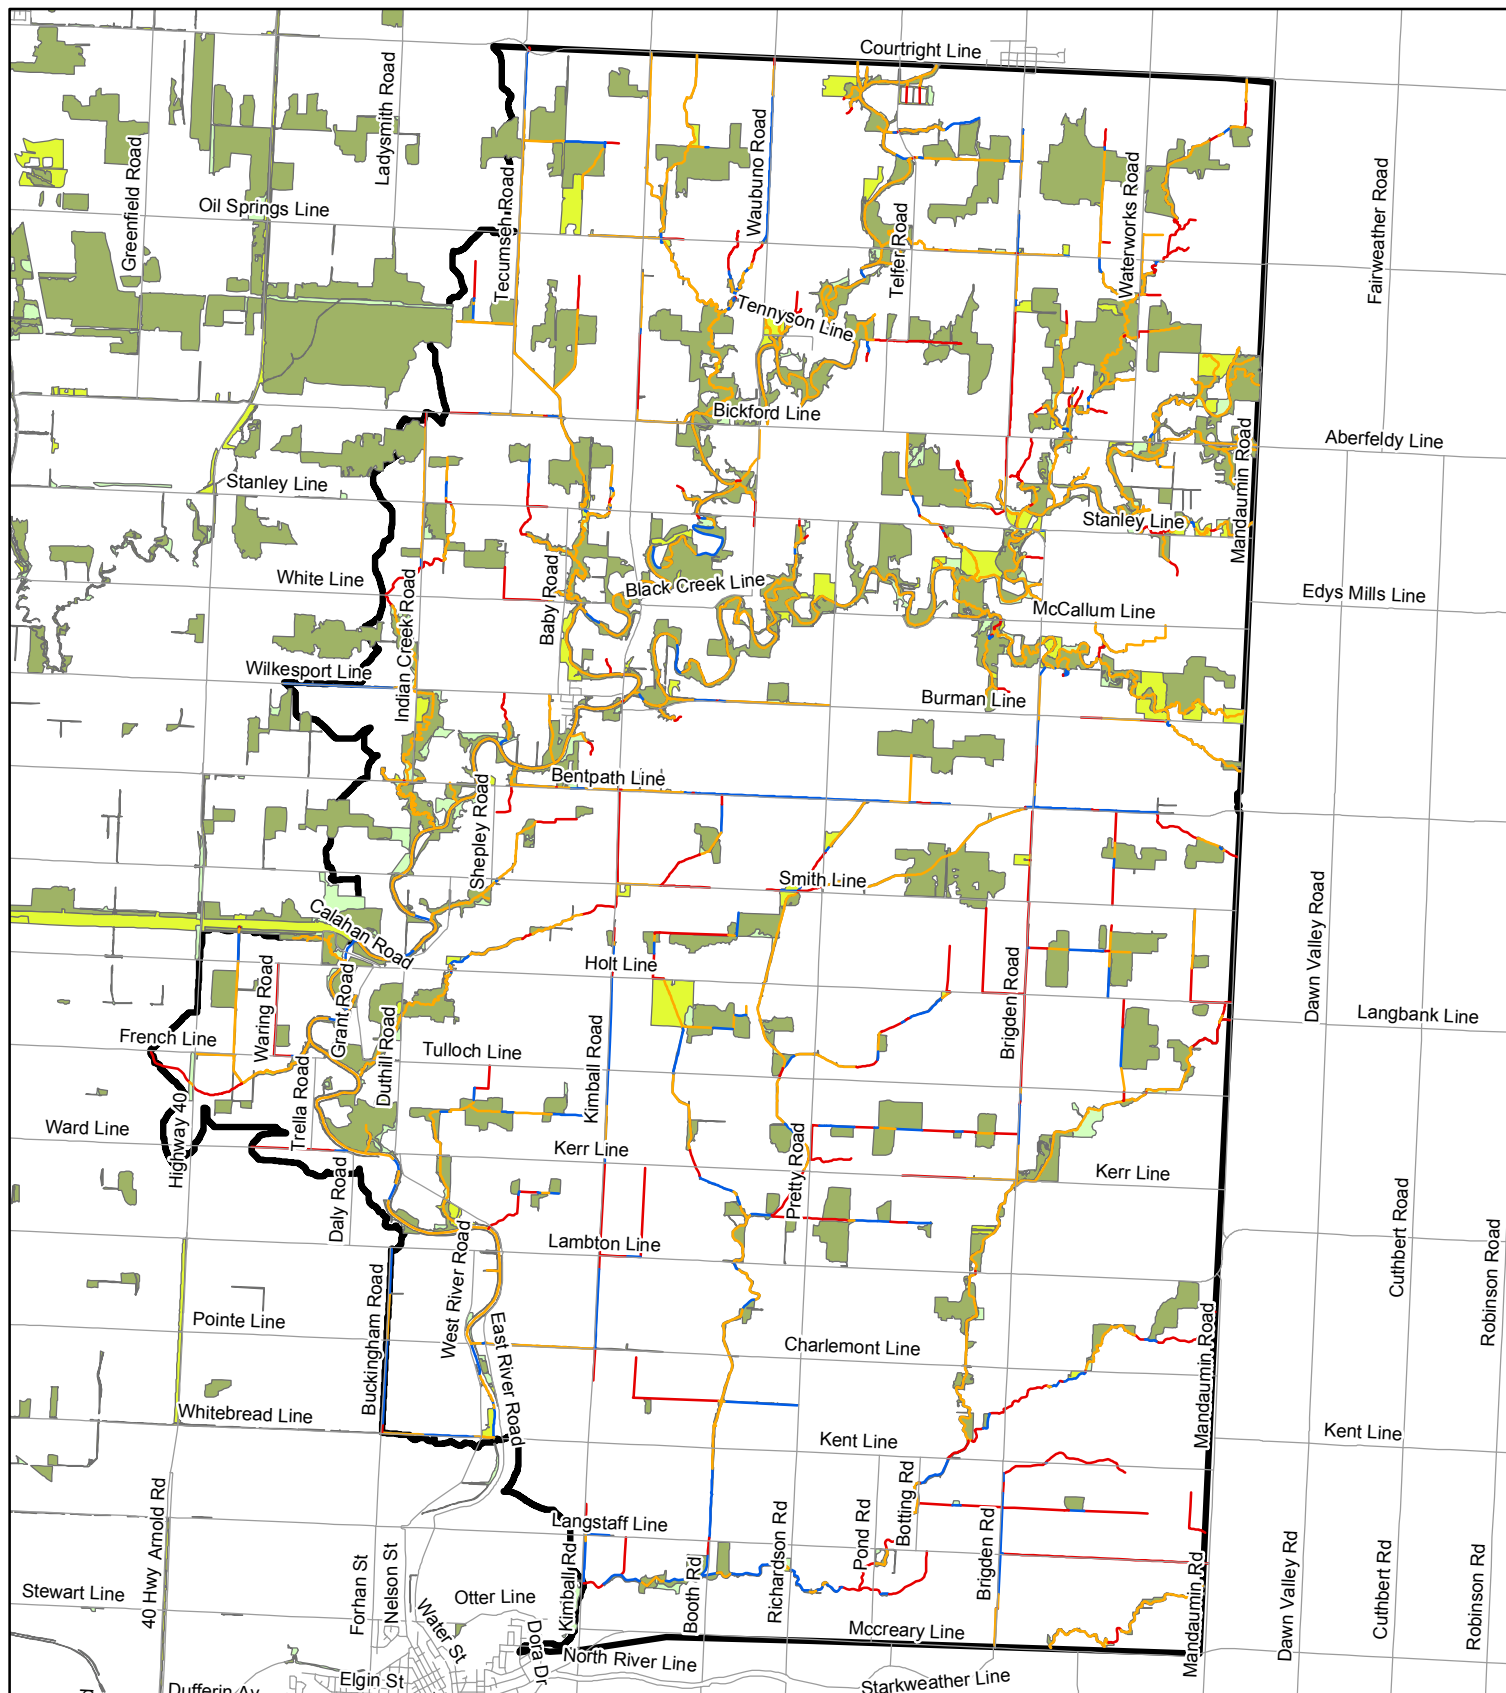 Courtright Line
Ladysmith Road
Greenfield Road
Waubuno Road
Waterworks Road
Fairweather Road
Oil Springs Line
Tecumseh Road
Telfer Road
Tennyson Line
Bickford Line
Aberfeldy Line
Mandaumin Road
Stanley Line
Stanley Line
White Line
Indian Creek Road
Baby Road
Black Creek Line
Edys Mills Line
McCallum Line
Wilkesport Line
Burman Line
Bentpath Line
Shepley Road
Smith Line
Dawn Valley Road
Calahan Road
Holt Line
Waring Road
Grant Road
Brigden Road
Langbank Line
French Line
Duthill Road
Tulloch Line
Kimball Road
Trella Road
Highway 40
Ward Line
Kerr Line
Pretty Road
Kerr Line
Daly Road
Cuthbert Road
Robinson Road
West River Road
Lambton Line
Buckingham Road
Pointe Line
East River Road
Charlemont Line
Mandaumin Road
Whitebread Line
Kent Line
Kent Line
40 Hwy Arnold Rd
Botting Rd
Langstaff Line
Richardson Rd
Pond Rd
Brigden Rd
Forhan St
Nelson St
Kimball Rd
Booth Rd
Mandaumin Rd
Dawn Valley Rd
Cuthbert Rd
Robinson Rd
Stewart Line
Otter Line
Water St
Dora Dr
Mccreary Line
North River Line
Elgin St
Starkweather Line
Dufferin Av